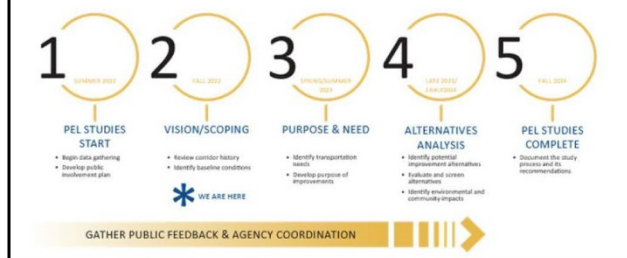 1
SUMMER 2022
PEL STUDIES
START
• Begin data gathering
• Develop public
involvement plan
2
FALL 2022
VISION/SCOPING
• Review corridor history
• Identify baseline conditions
WE ARE HERE
3
SPRING/SUMMER
2023
PURPOSE & NEED
• Identify transportation
needs
• Develop purpose of
improvements
4
LATE 2023/
EARLY 2024
ALTERNATIVES
ANALYSIS
• Identify potential
improvement alternatives
• Evaluate and screen
alternatives
• Identify environmental and
community impacts
5
FALL 2024
PEL STUDIES
COMPLETE
• Document the study
process and its
recommendations
GATHER PUBLIC FEEDBACK & AGENCY COORDINATION